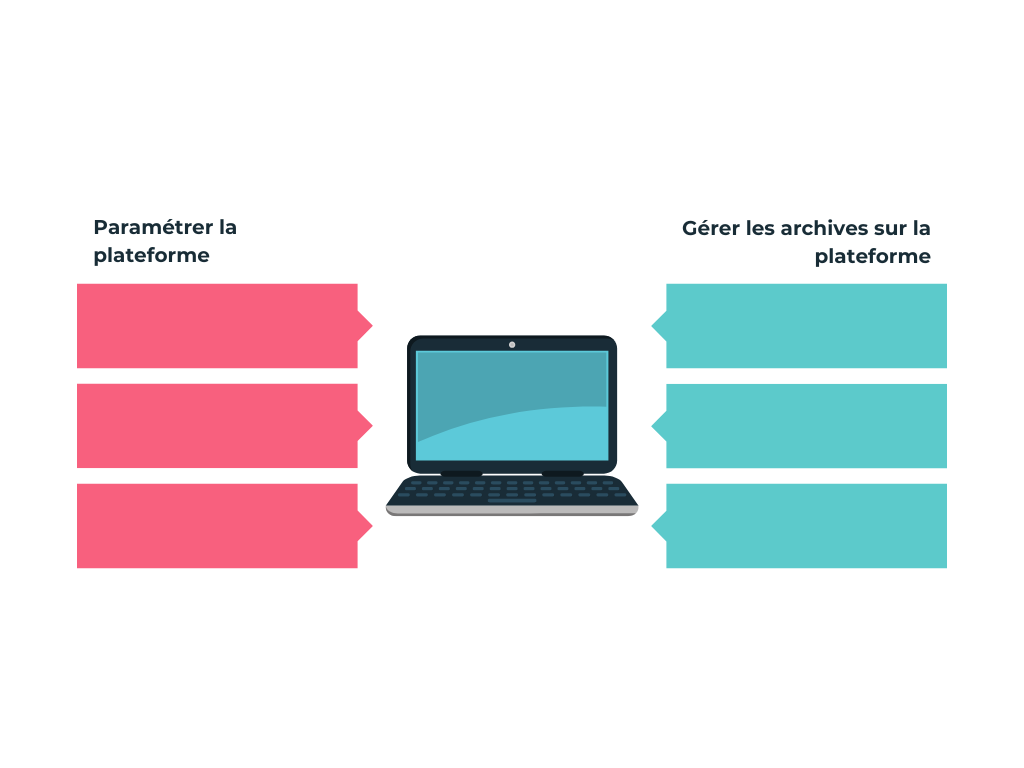 Paramétrer la
plateforme
Gérer les archives sur la
plateforme